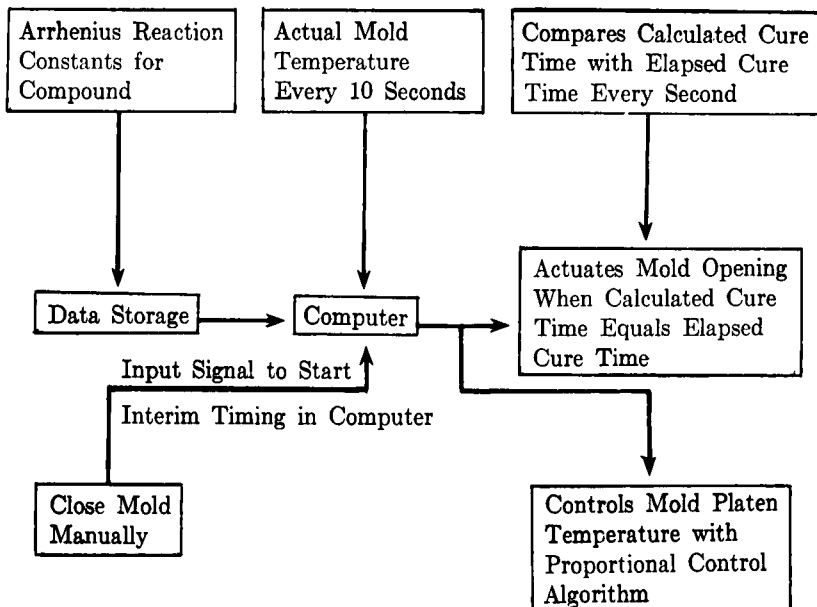 Arrhenius Reaction
Constants for
Compound
Actual Mold
Temperature
Every 10 Seconds
Compares Calculated Cure
Time with Elapsed Cure
Time Every Second
Data Storage
Computer
Actuates Mold Opening
When Calculated Cure
Time Equals Elapsed
Cure Time
Input Signal to Start
Interim Timing in Computer
Close Mold
Manually
Controls Mold Platen
Temperature with
Proportional Control
Algorithm